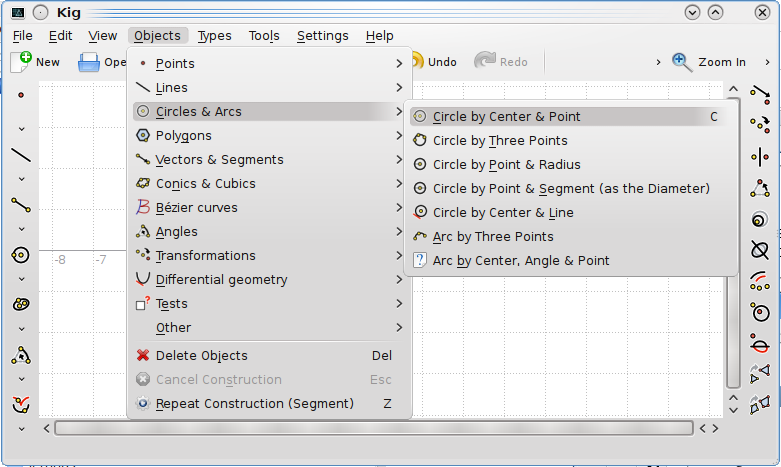 Kig
File Edit View Objects Types Tools Settings Help
New Ope Undo Redo Zoom In
Points
Lines
Circles & Arcs
Polygons
Vectors & Segments
Conics & Cubics
Bézier curves
Angles
Transformations
Differential geometry
Tests
Other
Delete Objects Del
Cancel Construction Esc
Repeat Construction (Segment) Z
Circle by Center & Point C
Circle by Three Points
Circle by Point & Radius
Circle by Point & Segment (as the Diameter)
Circle by Center & Line
Arc by Three Points
Arc by Center, Angle & Point
-8 -7